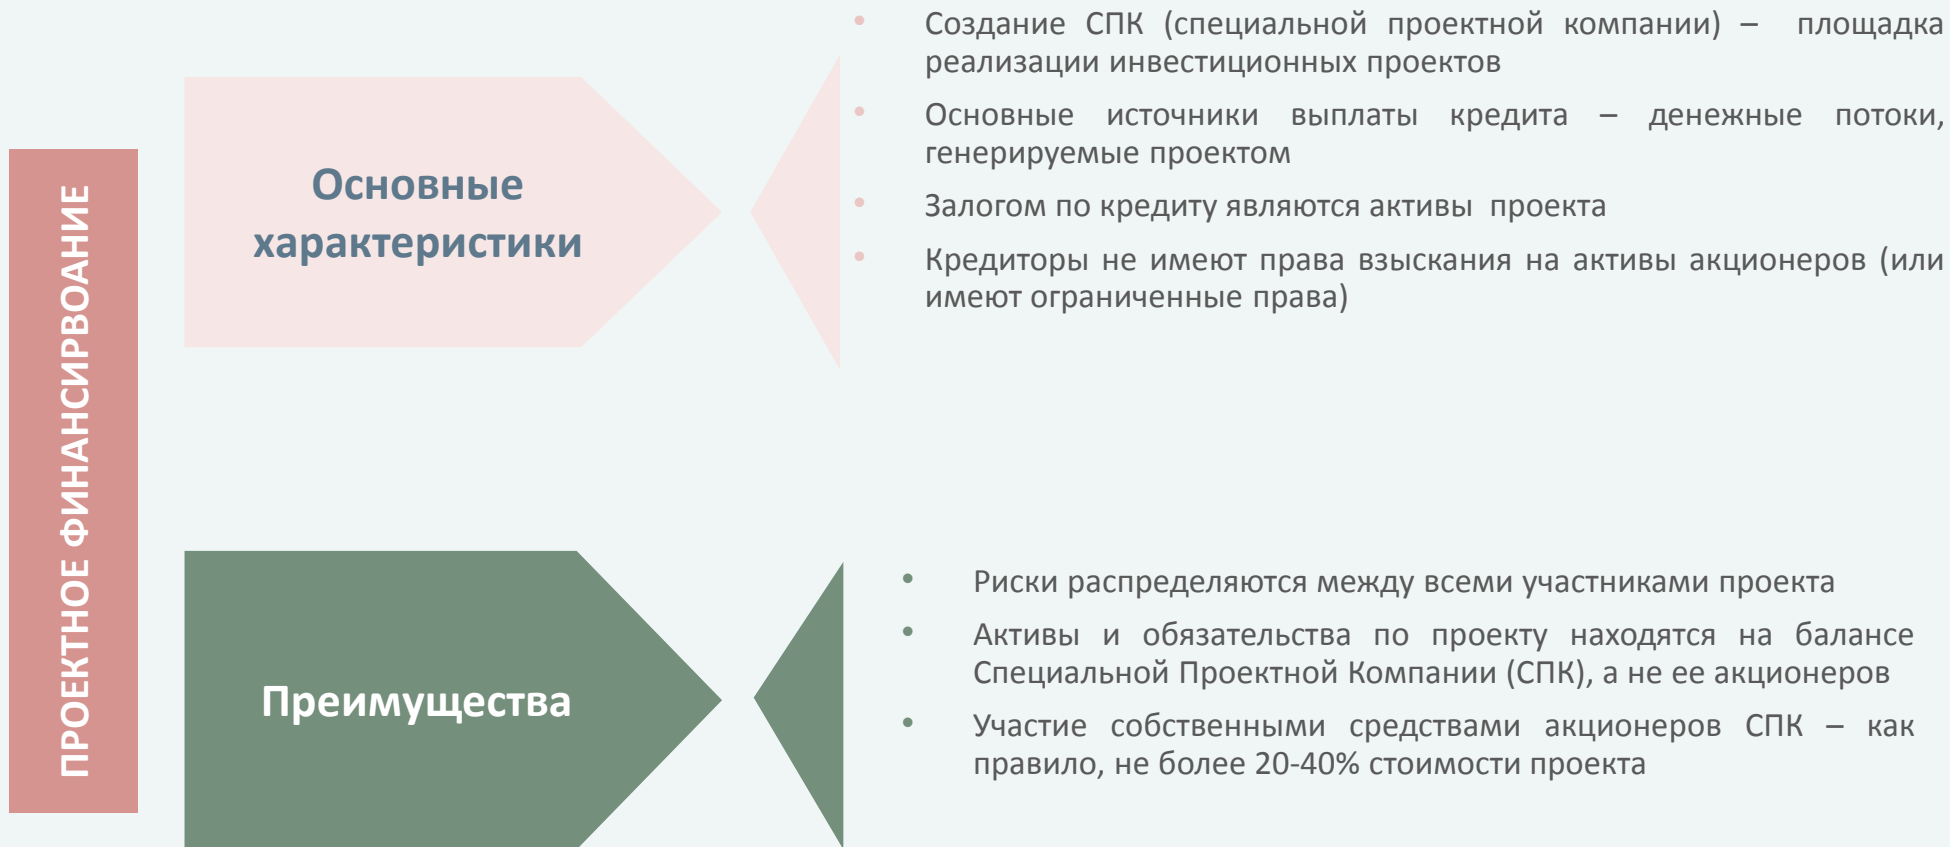 ПРОЕКТНОЕ ФИНАНСИРВОАНИЕ
Основные
характеристики
• Создание СПК (специальной проектной компании) – площадка
реализации инвестиционных проектов
• Основные источники выплаты кредита – денежные потоки,
генерируемые проектом
• Залогом по кредиту являются активы проекта
• Кредиторы не имеют права взыскания на активы акционеров (или
имеют ограниченные права)
Преимущества
• Риски распределяются между всеми участниками проекта
• Активы и обязательства по проекту находятся на балансе
Специальной Проектной Компании (СПК), а не ее акционеров
• Участие собственными средствами акционеров СПК – как
правило, не более 20-40% стоимости проекта